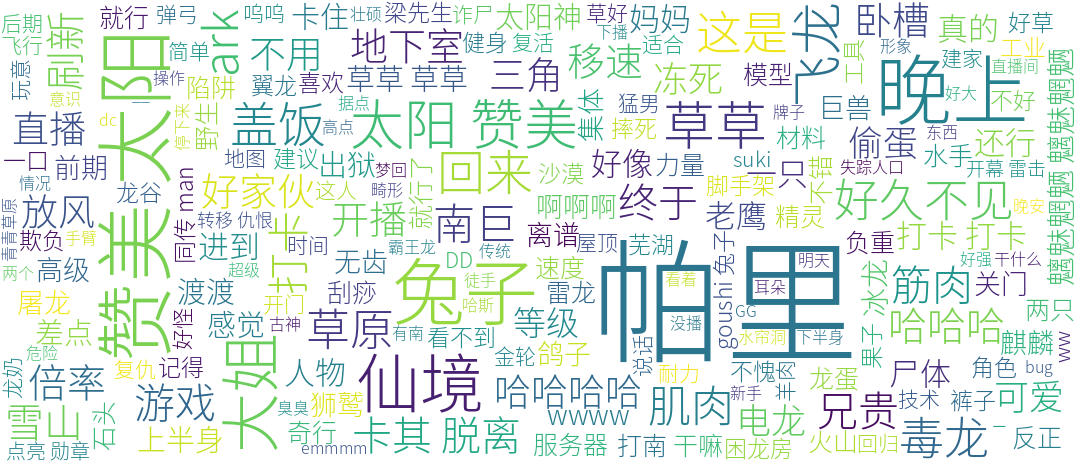 后期
飞行
玩意
刷新
就行
弹弓
呜呜
卡住
壮硕
诈尸
梁先生
太阳神
下播
草好
妈妈
这是
飞龙
卧槽
形象
真的
建家
好草
工业
直播间
魑魅魍魉 魑魅魍魉
赞美 太阳
ark
不用
简单
操作
地下室
健身
复活
适合
三角
移速
冻死
模型
工具
晚上
好大
不好
意识
一一
dc
停下来
陷阱
翼龙
喜欢
草草 草草
猛男
集体
牌子
巨兽
材料
偷蛋
还行
东西
直播
野生
盖饭
据点
高点
太阳 赞美
摔死
草草
不错
水手
失踪人口
开幕 雷击
一口
前期
地图
建议
出狱
梦回
回来
沙漠
好像
力量
suki
一只
情况
龙谷
man
好家伙
这人
畸形
就行了
啊啊啊
终于
脚手架
老鹰
精灵
好久 不见
晚安
青青草原
放风
手臂
转移 仇恨
打卡
开播
南巨
离谱
屋顶
芜湖
兔子
负重
打卡 打卡
欺负
同传
进到
时间
霸王龙
传统
无齿
DD
速度
帕里
明天
好强
干什么
两个
高级
超级
渡渡
开门
刮痧
徒手
哈斯
兔子
雷龙
看着
耳朵
冰龙
筋肉
关门
屠龙
好怪
古神
感觉
草原
有南
看不到
等级
没播
goushi
GG
果子
哈哈哈
两只
差点
危险
复仇
记得
人物
金轮
鸽子
说话
水帘洞
下半身
麒麟
ww
龙奶
倍率
大姐
仙境
哈哈哈哈
耐力
不愧
羊肉
新手
龙蛋
尸体
角色
bug
雪巨
石头
游戏
臭臭
狮鹫
奇行
wwww
肌肉
电龙
兄贵
技术
裤子
可爱
点亮 勋章
上半身
emmmm
卡其 脱离
服务器
打南
干嘛
困龙房
火山
回归
毒龙
反正